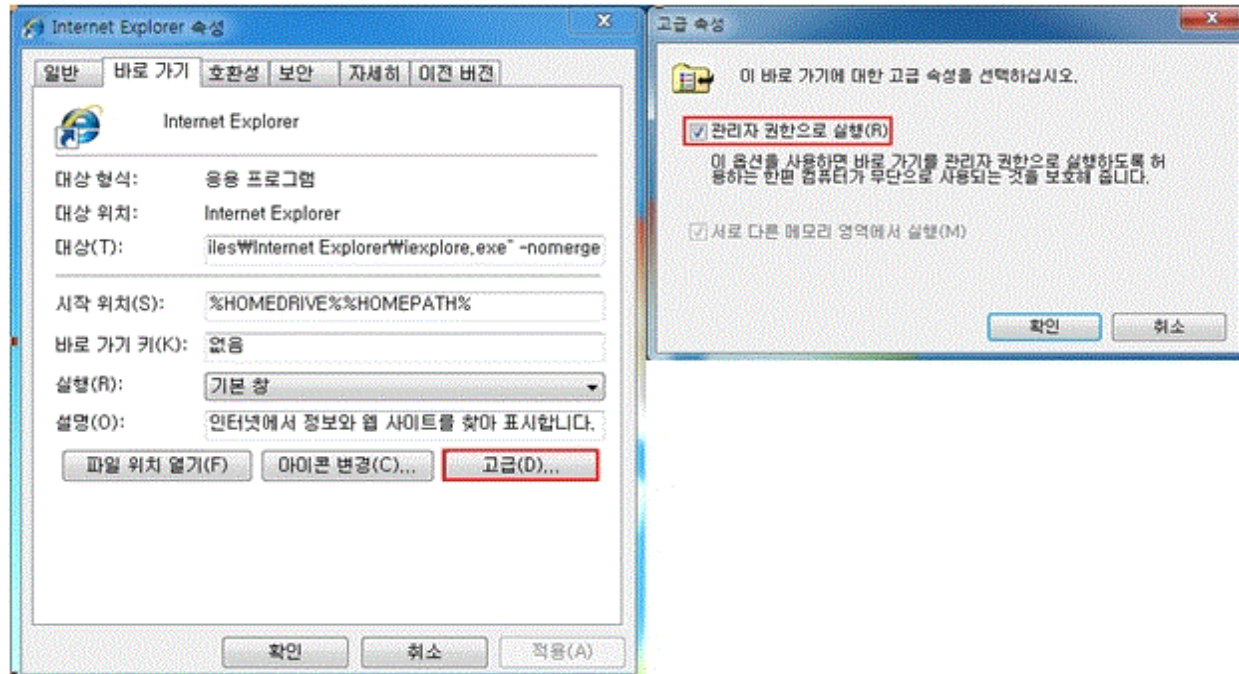 Internet Explorer 속성
일반 바로 가기 호환성 보안 자세히 이전 버전
Internet Explorer
대상 형식: 응용 프로그램
대상 위치: Internet Explorer
대상(T): iles₩Internet Explorer₩iexplore.exe" -nomerge
시작 위치(S): %HOMEDRIVE%%HOMEPATH%
바로 가기 키(K): 없음
실행(R): 기본 창
설명(O): 인터넷에서 정보와 웹 사이트를 찾아 표시합니다.
파일 위치 열기(F) 아이콘 변경(C)... 고급(D)...
확인 취소 적용(A)
고급 속성
이 바로 가기에 대한 고급 속성을 선택하십시오.
관리자 권한으로 실행(R)
이 옵션을 사용하면 바로 가기를 관리자 권한으로 실행하도록 허
용하는 한편 컴퓨터가 무단으로 사용되는 것을 보호해 줍니다.
서로 다른 메모리 영역에서 실행(M)
확인 취소